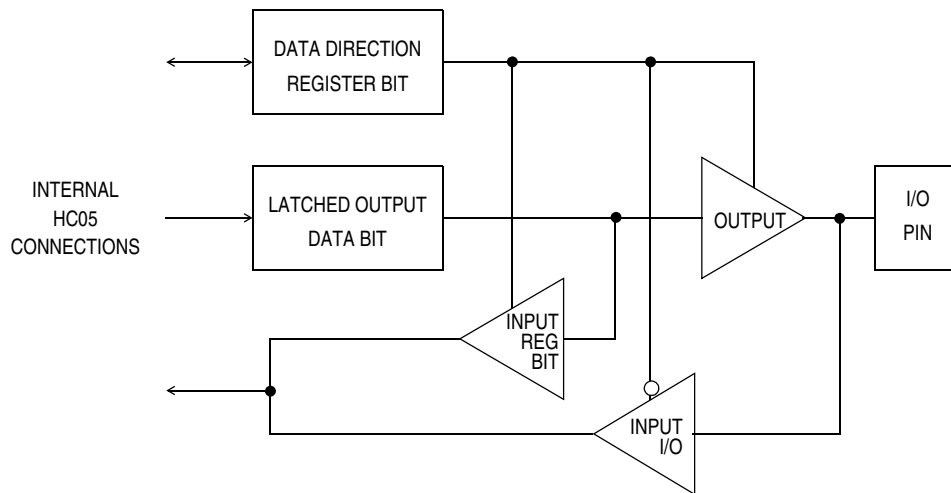 DATA DIRECTION
REGISTER BIT
INTERNAL
HC05
CONNECTIONS
LATCHED OUTPUT
DATA BIT
OUTPUT
I/O
PIN
INPUT
REG
BIT
INPUT
I/O